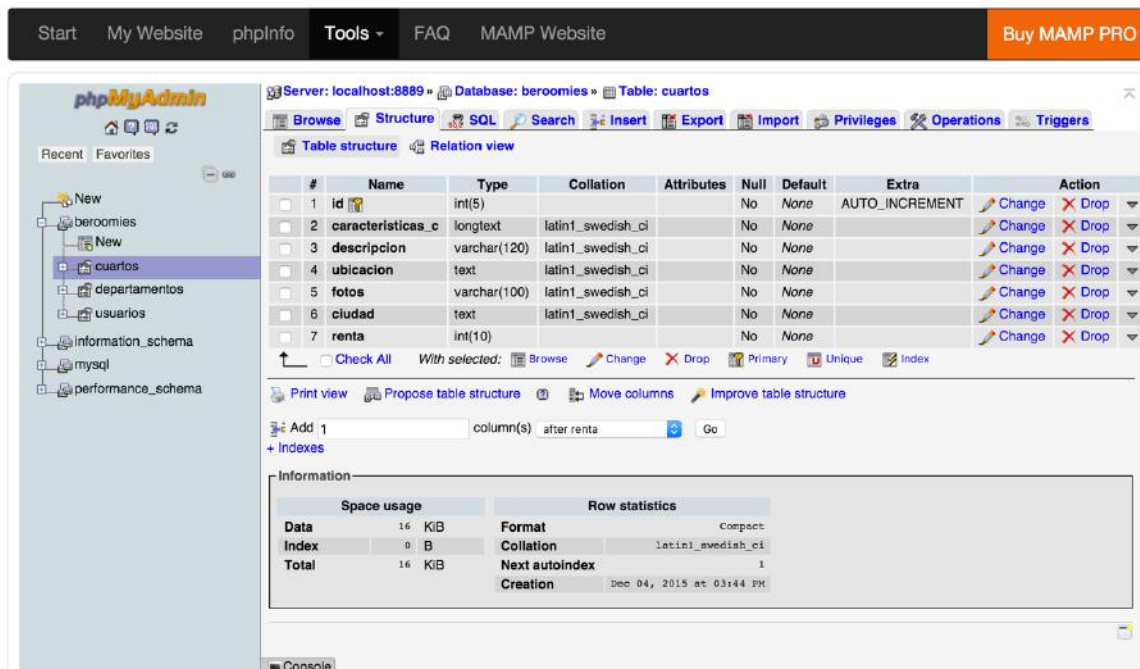 Start My Website phpInfo Tools FAQ MAMP Website Buy MAMP PRO
phpMyAdmin
Recent Favorites
New
beroomies
New
cuartos
departamentos
usuarios
information_schema
mysql
performance_schema
Server: localhost:8889 » Database: beroomies » Table: cuartos
Browse Structure SQL Search Insert Export Import Privileges Operations Triggers
Table structure Relation view
# Name Type Collation Attributes Null Default Extra Action
1 id int(5) No None AUTO_INCREMENT Change Drop
2 caracteristicas_c longtext latin1_swedish_ci No None Change Drop
3 descripcion varchar(120) latin1_swedish_ci No None Change Drop
4 ubicacion text latin1_swedish_ci No None Change Drop
5 fotos varchar(100) latin1_swedish_ci No None Change Drop
6 ciudad text latin1_swedish_ci No None Change Drop
7 renta int(10) No None Change Drop
Check All With selected: Browse Change Drop Primary Unique Index
Print view Propose table structure Move columns Improve table structure
Add 1 column(s) after renta Go
+ Indexes
Information
Space usage
Data 16 KiB
Index 0 B
Total 16 KiB
Row statistics
Format Compact
Collation latin1_swedish_ci
Next autoindex 1
Creation Dec 04, 2015 at 03:44 PM
Console